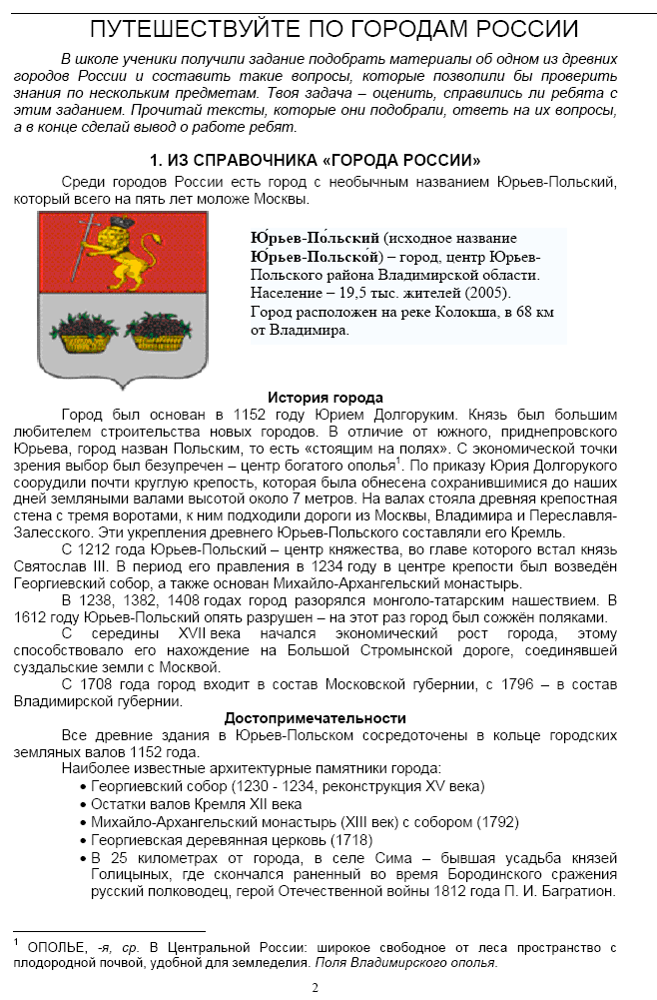 ПУТЕШЕСТВУЙТЕ ПО ГОРОДАМ РОССИИ
В школе ученики получили задание подобрать материалы об одном из древних
городов России и составить такие вопросы, которые позволили бы проверить
знания по нескольким предметам. Твоя задача – оценить, справились ли ребята с
этим заданием. Прочитай тексты, которые они подобрали, ответь на их вопросы,
а в конце сделай вывод о работе ребят.
1. ИЗ СПРАВОЧНИКА «ГОРОДА РОССИИ»
Среди городов России есть город с необычным названием Юрьев-Польский,
который всего на пять лет моложе Москвы.
Ю́рьев-По́льский (исходное название
Ю́рьев-Польско́й) – город, центр Юрьев-
Польского района Владимирской области.
Население – 19,5 тыс. жителей (2005).
Город расположен на реке Колокша, в 68 км
от Владимира.
История города
Город был основан в 1152 году Юрием Долгоруким. Князь был большим
любителем строительства новых городов. В отличие от южного, приднепровского
Юрьева, город назван Польским, то есть «стоящим на полях». С экономической точки
зрения выбор был безупречен – центр богатого ополья¹. По приказу Юрия Долгорукого
соорудили почти круглую крепость, которая была обнесена сохранившимися до наших
дней земляными валами высотой около 7 метров. На валах стояла древняя крепостная
стена с тремя воротами, к ним подходили дороги из Москвы, Владимира и Переславля-
Залесского. Эти укрепления древнего Юрьев-Польского составляли его Кремль.
С 1212 года Юрьев-Польский – центр княжества, во главе которого встал князь
Святослав III. В период его правления в 1234 году в центре крепости был возведён
Георгиевский собор, а также основан Михайло-Архангельский монастырь.
В 1238, 1382, 1408 годах город разорялся монголо-татарским нашествием. В
1612 году Юрьев-Польский опять разрушен – на этот раз город был сожжён поляками.
С середины XVII века начался экономический рост города, этому
способствовало его нахождение на Большой Стромынской дороге, соединявшей
суздальские земли с Москвой.
С 1708 года город входит в состав Московской губернии, с 1796 – в состав
Владимирской губернии.
Достопримечательности
Все древние здания в Юрьев-Польском сосредоточены в кольце городских
земляных валов 1152 года.
Наиболее известные архитектурные памятники города:
• Георгиевский собор (1230 - 1234, реконструкция XV века)
• Остатки валов Кремля XII века
• Михайло-Архангельский монастырь (XIII век) с собором (1792)
• Георгиевская деревянная церковь (1718)
• В 25 километрах от города, в селе Сима – бывшая усадьба князей
Голицыных, где скончался раненный во время Бородинского сражения
русский полководец, герой Отечественной войны 1812 года П. И. Багратион.
¹ ОПОЛЬЕ, -я, ср. В Центральной России: широкое свободное от леса пространство с
плодородной почвой, удобной для земледелия. Поля Владимирского ополья.
2